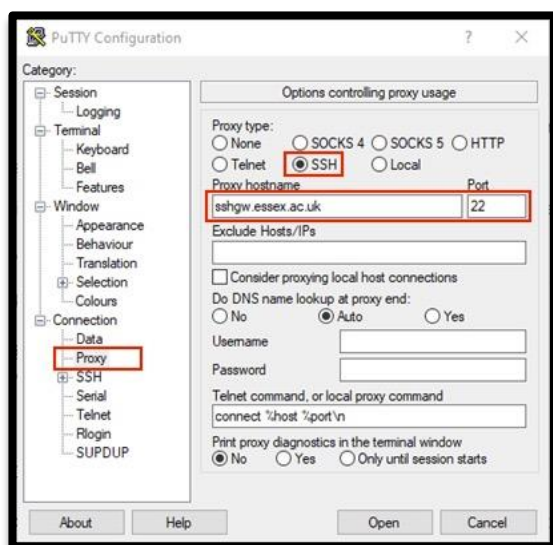 PuTTY Configuration
Category:
Session
Logging
Terminal
Keyboard
Bell
Features
Window
Appearance
Behaviour
Translation
Selection
Colours
Connection
Data
Proxy
SSH
Serial
Telnet
Rlogin
SUPDUP
Options controlling proxy usage
Proxy type:
None SOCKS 4 SOCKS 5 HTTP
Telnet SSH Local
Proxy hostname Port
sshgw.essex.ac.uk 22
Exclude Hosts/IPs
Consider proxying local host connections
Do DNS name lookup at proxy end:
No Auto Yes
Username
Password
Telnet command, or local proxy command
connect %host %port\n
Print proxy diagnostics in the terminal window
No Yes Only until session starts
About Help Open Cancel